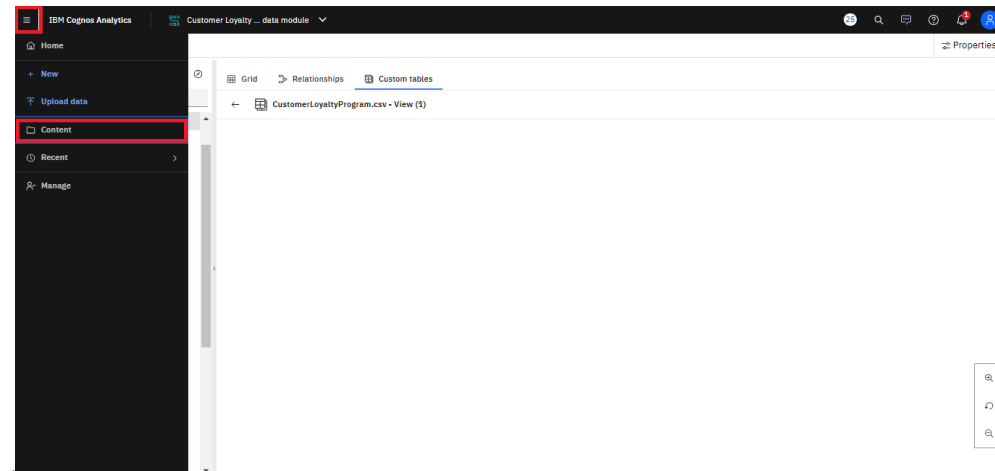 IBM Cognos Analytics
Customer Loyalty ... data module
25
1
Home
Properties
+ New
Upload data
Grid
Relationships
Custom tables
CustomerLoyaltyProgram.csv - View (1)
Content
Recent
Manage